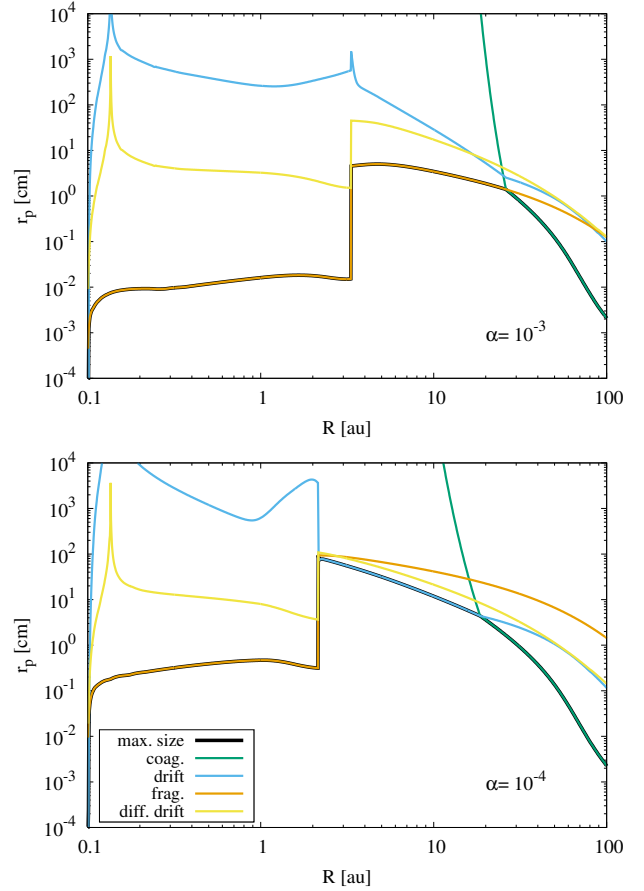 10^4
10^3
10^2
10^1
10^0
10^-1
10^-2
10^-3
10^-4
r_p [cm]
α= 10^-3
0.1 1 10 100
R [au]
10^4
10^3
10^2
10^1
10^0
10^-1
10^-2
10^-3
10^-4
r_p [cm]
max. size
coag.
drift
frag.
diff. drift
α= 10^-4
0.1 1 10 100
R [au]